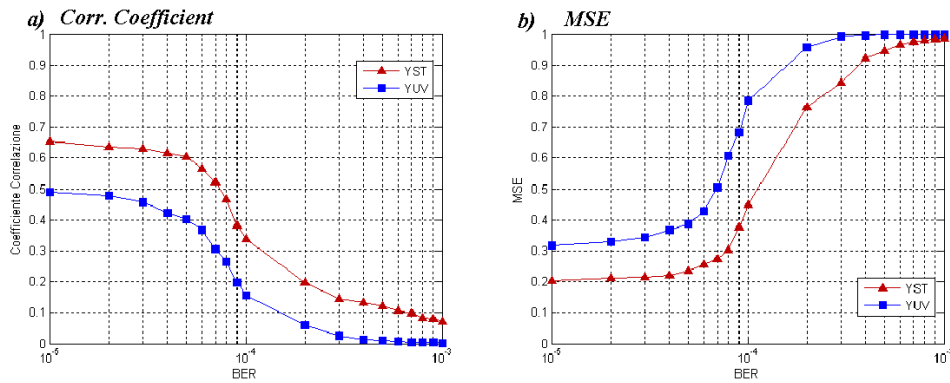 a) Corr. Coefficient
1
0.9
0.8
0.7
0.6
0.5
0.4
0.3
0.2
0.1
0
Coefficiente Correlazione
YST
YUV
10^-5
10^-4
10^-3
BER
b) MSE
1
0.9
0.8
0.7
0.6
0.5
0.4
0.3
0.2
0.1
0
MSE
YST
YUV
10^-5
10^-4
10^-3
BER